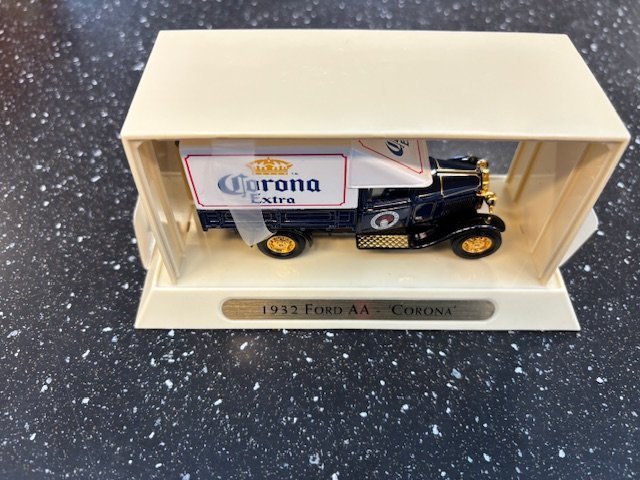 Corona
Extra
1932 FORD AA - 'CORONA'